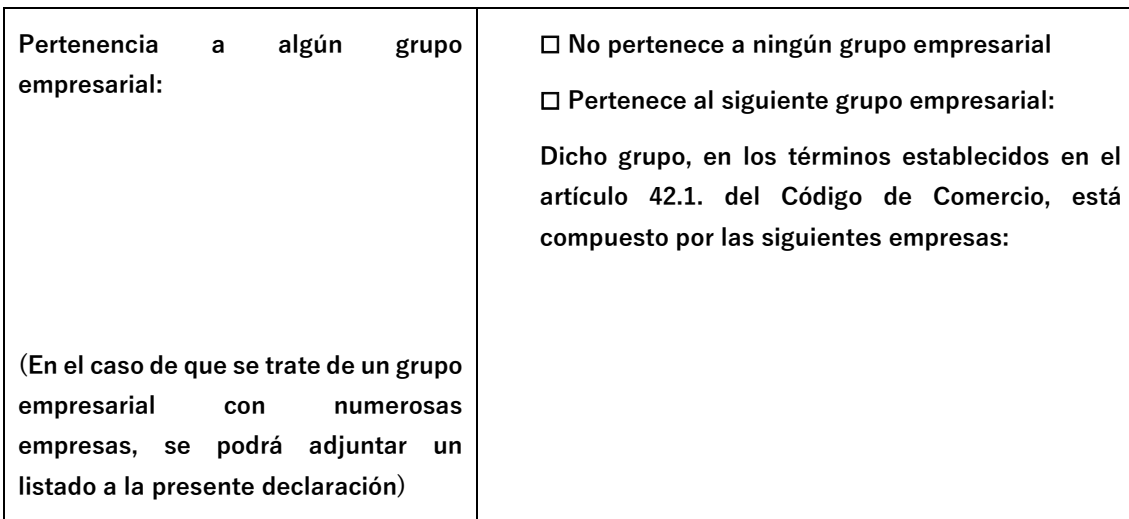 Pertenencia a algún grupo
empresarial:
(En el caso de que se trate de un grupo
empresarial con numerosas
empresas, se podrá adjuntar un
listado a la presente declaración)
☐ No pertenece a ningún grupo empresarial
☐ Pertenece al siguiente grupo empresarial:
Dicho grupo, en los términos establecidos en el
artículo 42.1. del Código de Comercio, está
compuesto por las siguientes empresas: